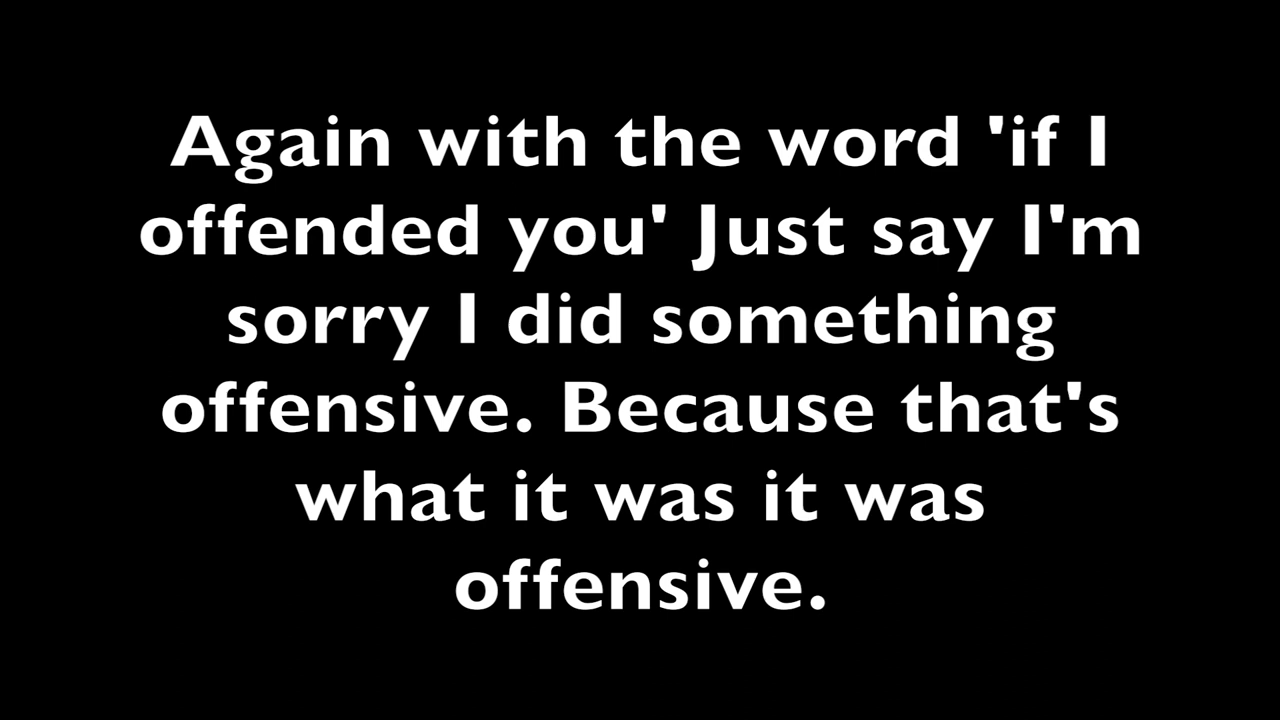 Again with the word 'if I
offended you' Just say I'm
sorry I did something
offensive. Because that's
what it was it was
offensive.